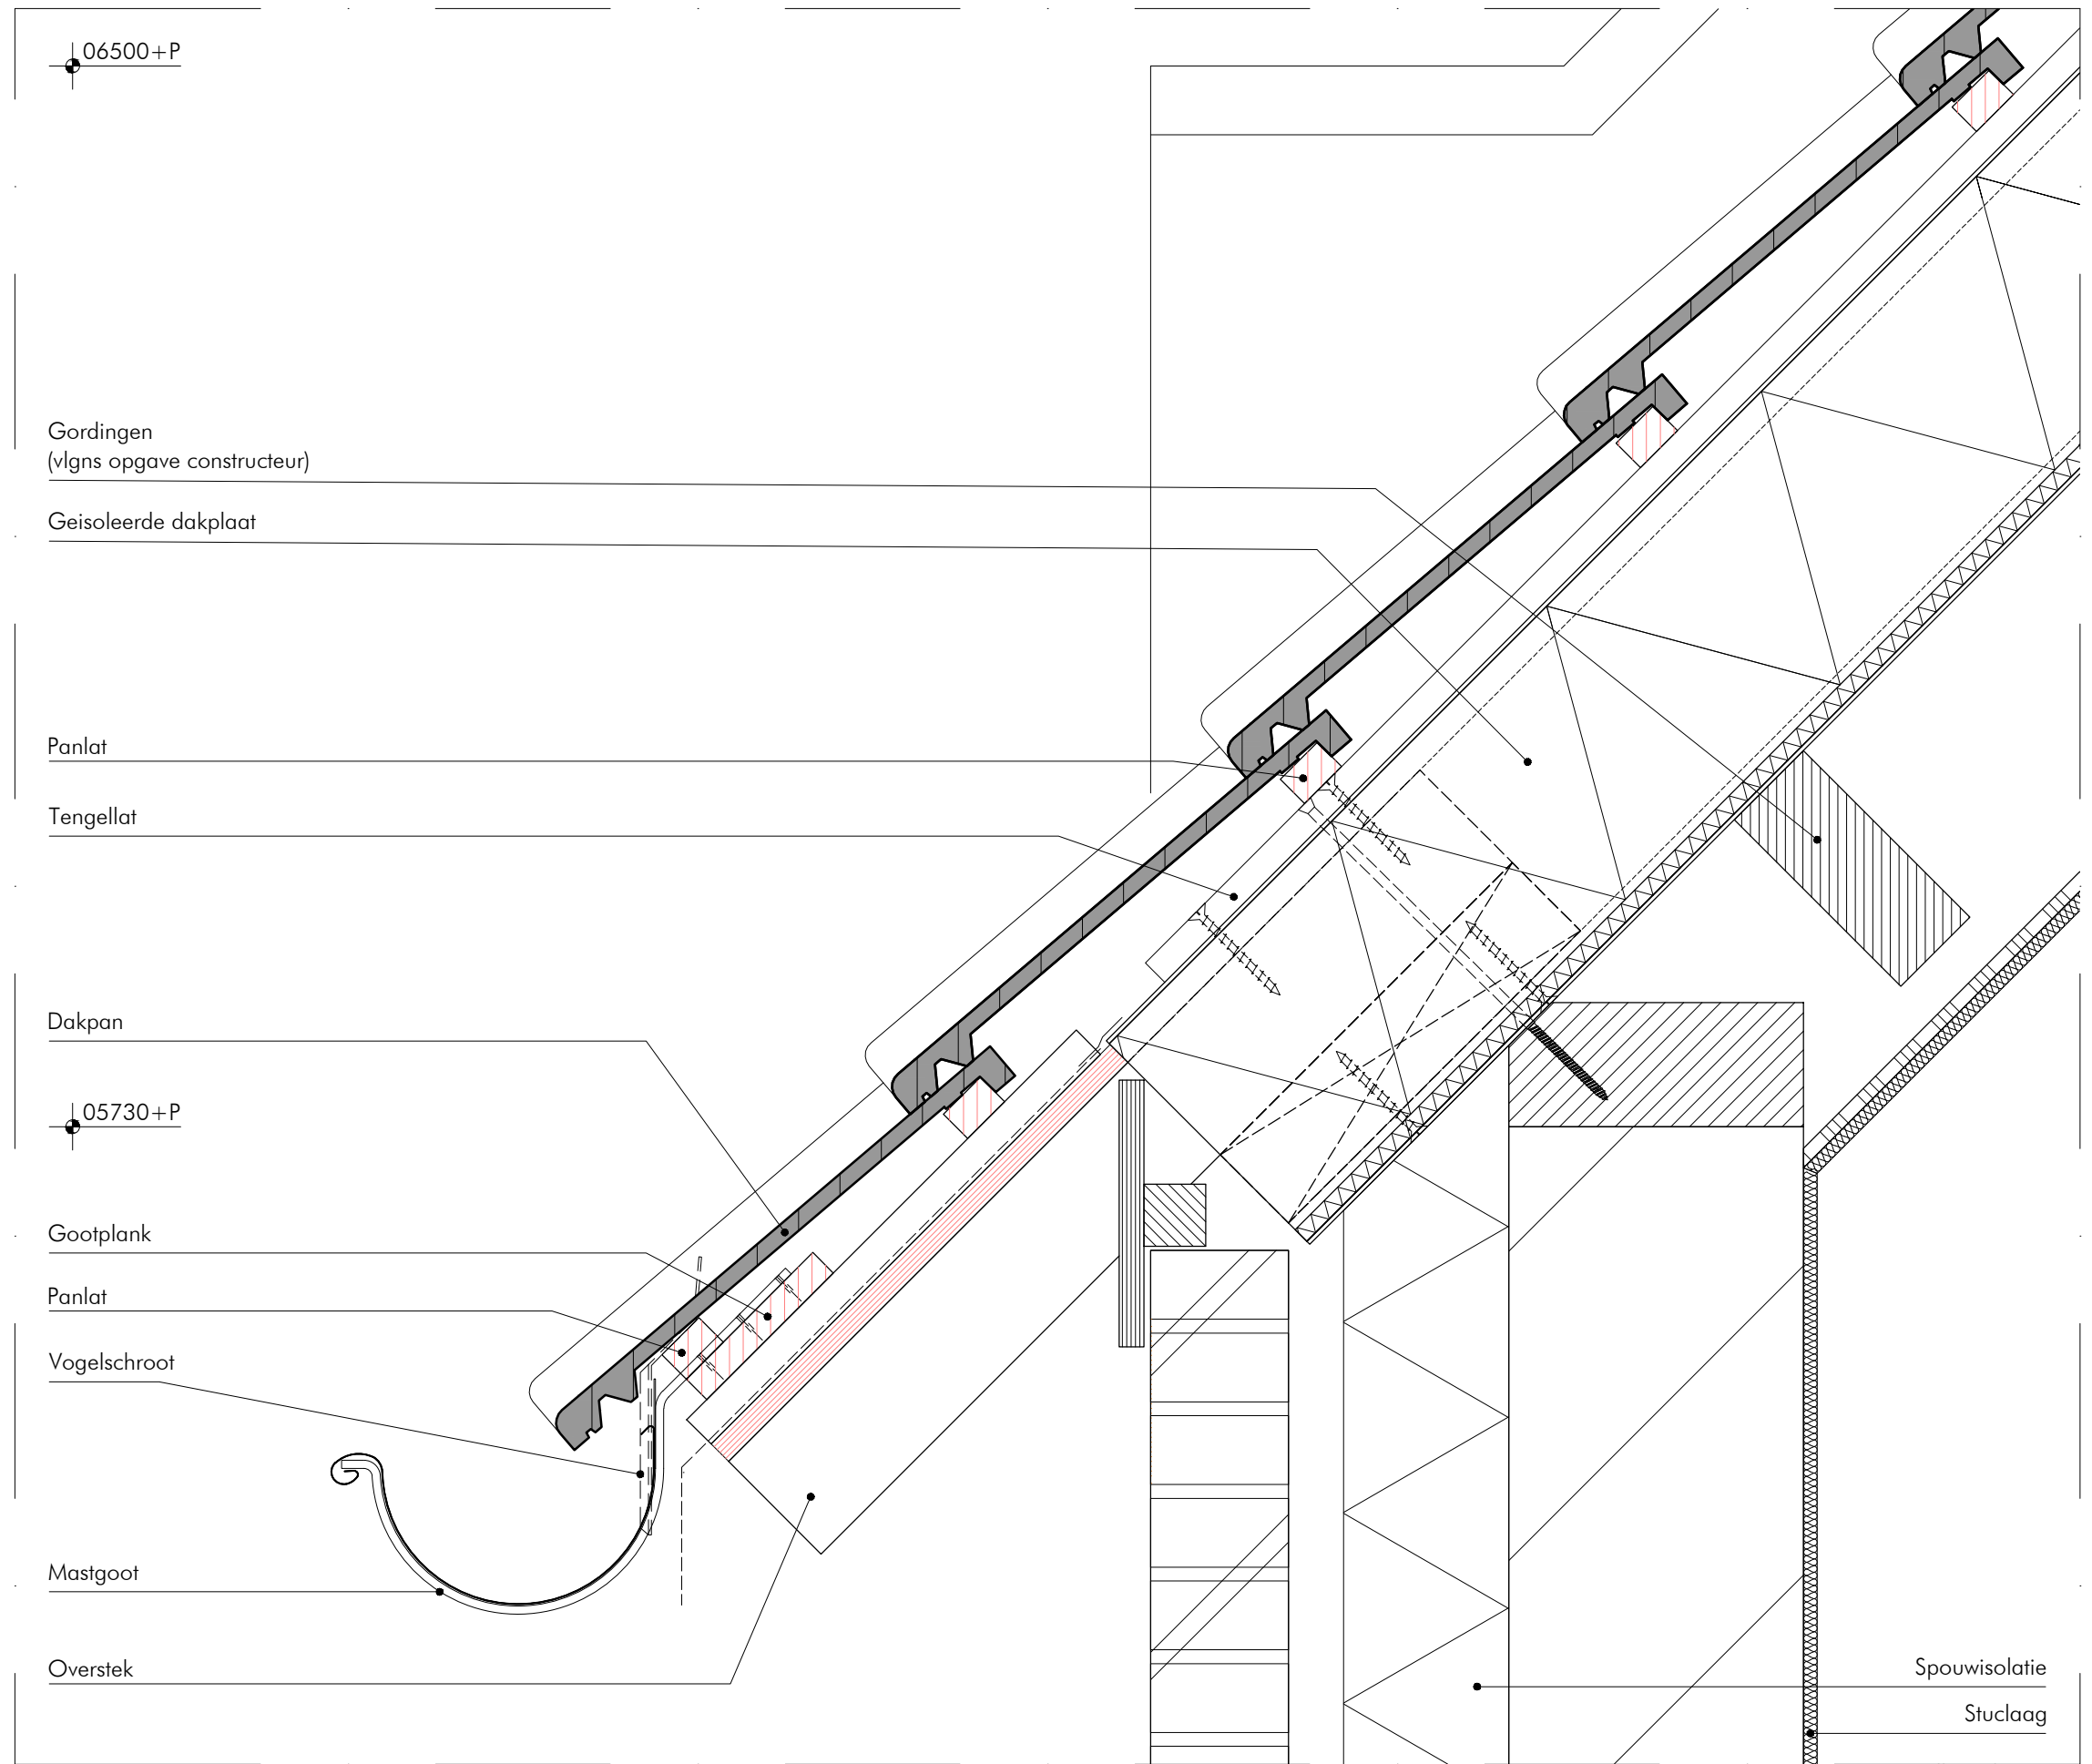 06500+P
Gordingen
(vlgns opgave constructeur)
Geisoleerde dakplaat
Panlat
Tengellat
Dakpan
05730+P
Gootplank
Panlat
Vogelschroot
Mastgoot
Overstek
Spouwisolatie
Stuclaag